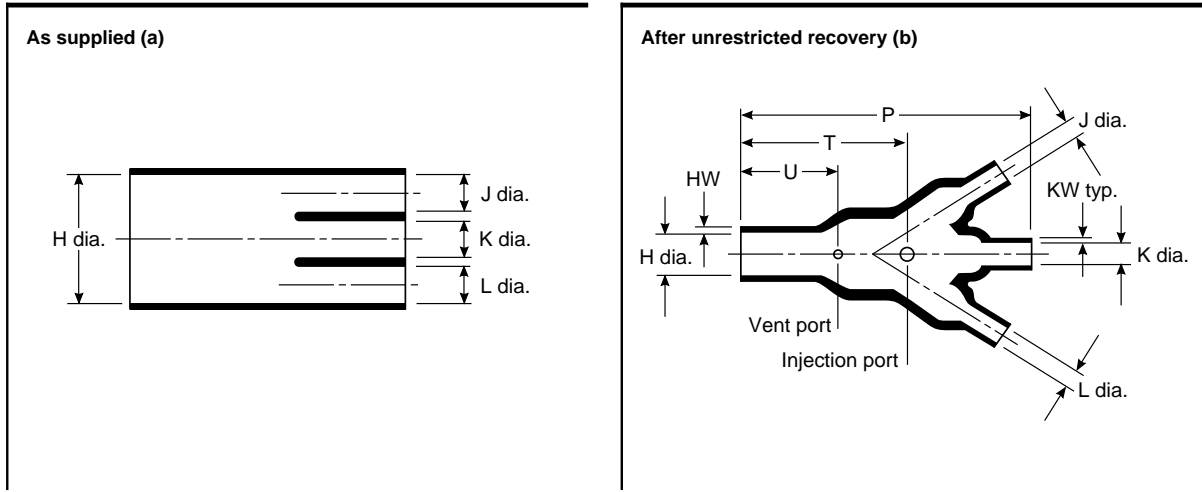 As supplied (a)
J dia.
H dia.
K dia.
L dia.
After unrestricted recovery (b)
P
J dia.
T
HW
U
KW typ.
H dia.
K dia.
Vent port
Injection port
L dia.